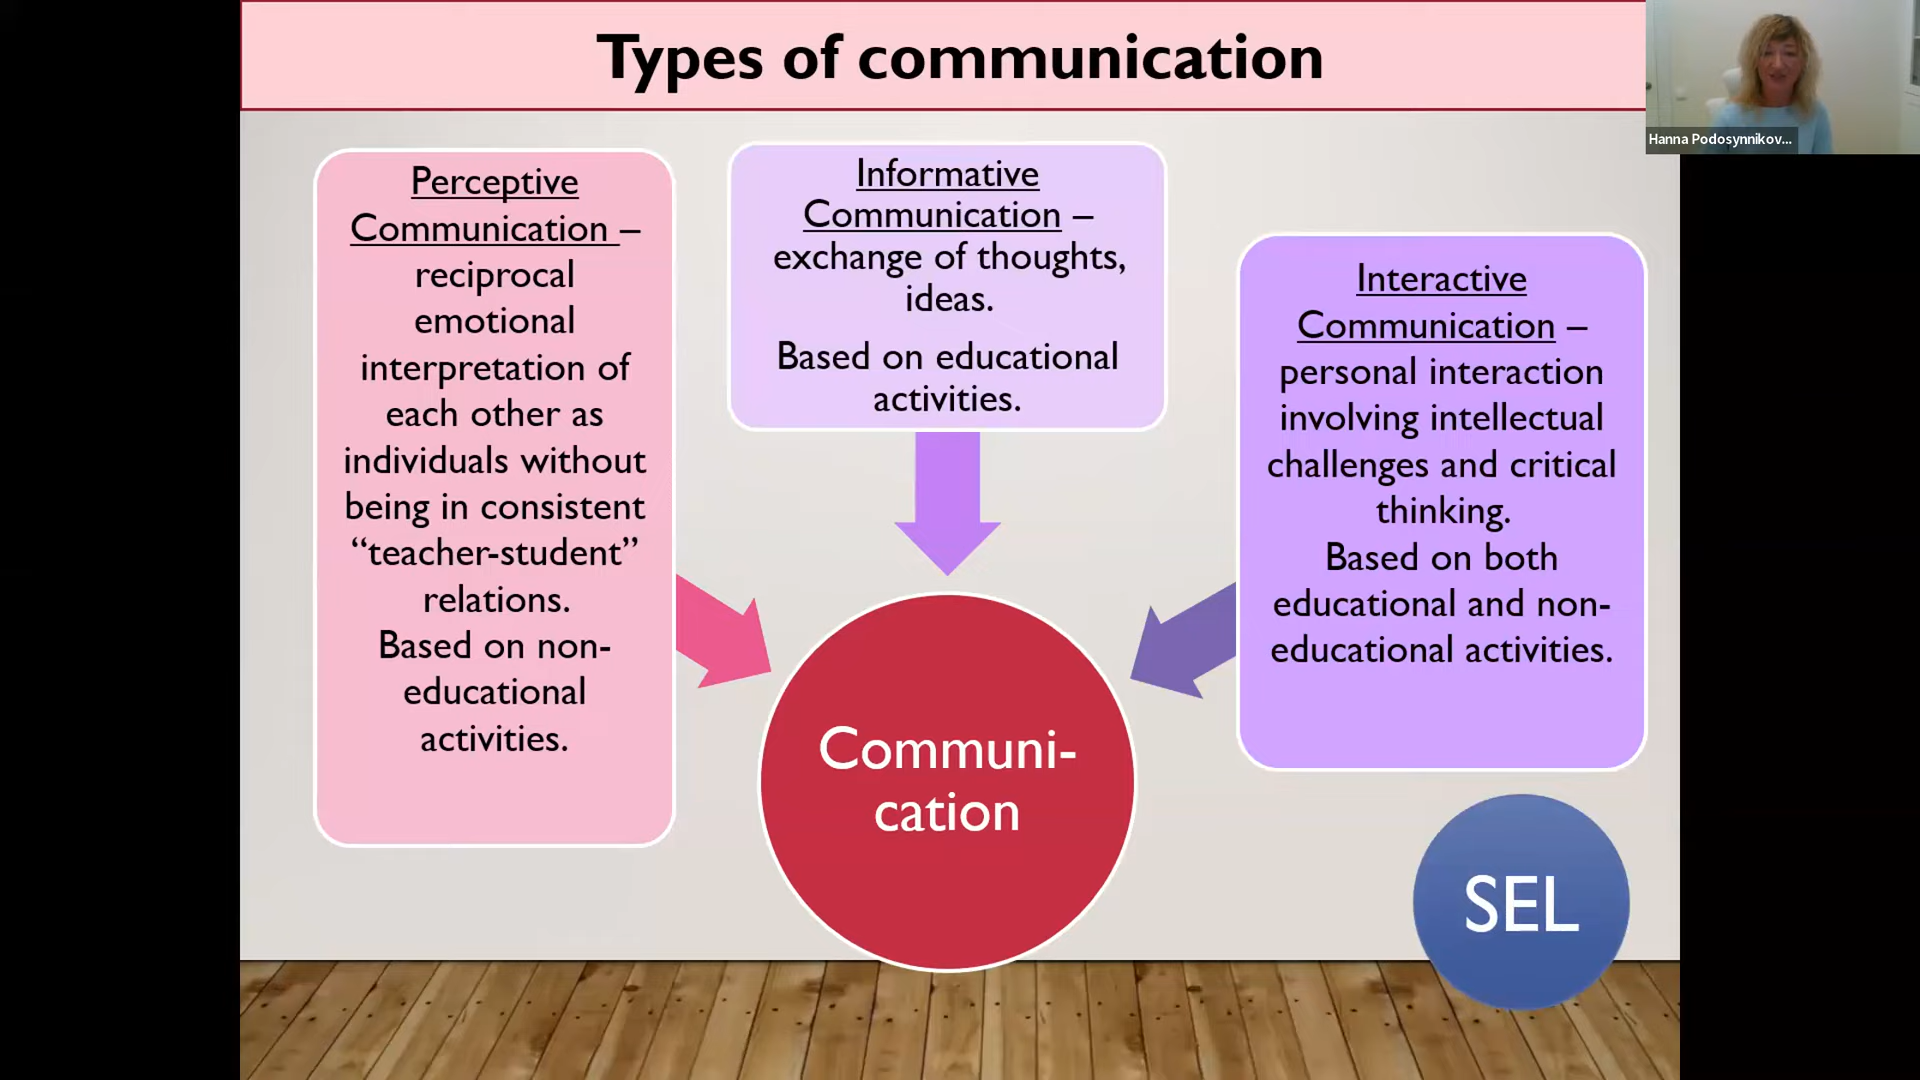 Types of communication
Hanna Podosynnikov...
Perceptive
Communication –
reciprocal
emotional
interpretation of
each other as
individuals without
being in consistent
“teacher-student”
relations.
Based on non-
educational
activities.
Informative
Communication –
exchange of thoughts,
ideas.
Based on educational
activities.
Interactive
Communication –
personal interaction
involving intellectual
challenges and critical
thinking.
Based on both
educational and non-
educational activities.
Communi-
cation
SEL